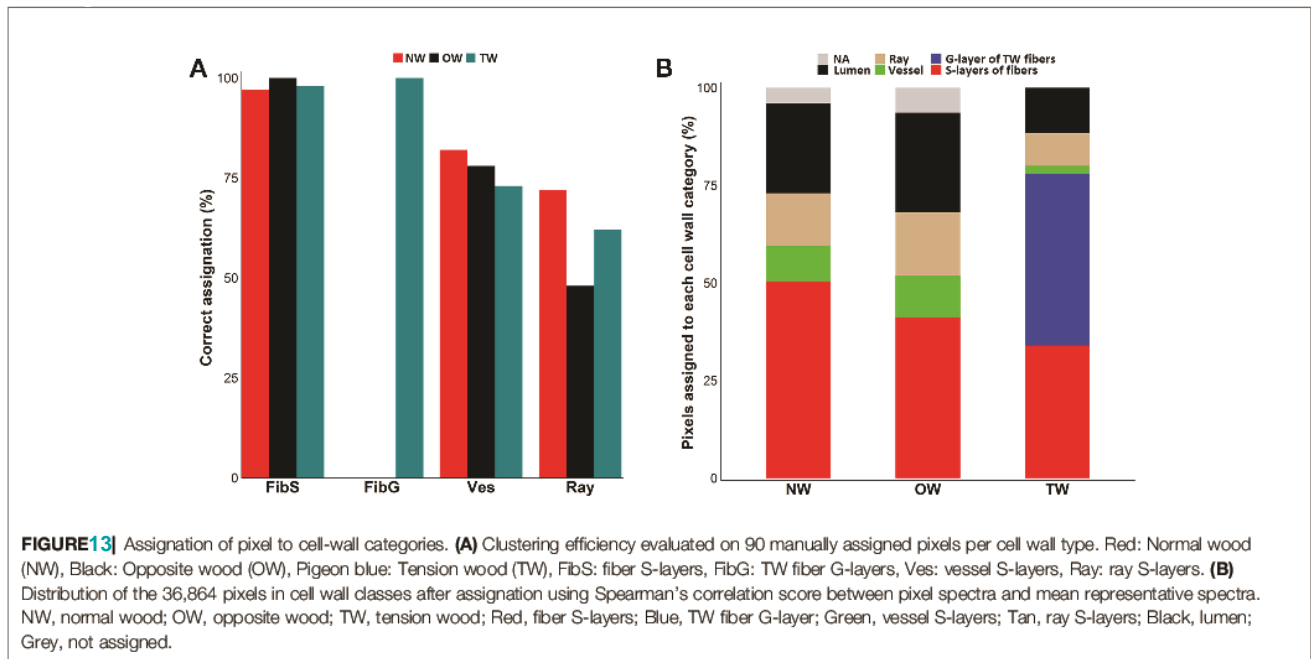 A
NW OW TW
100
75
50
25
0
Correct assignation (%)
FibS FibG Ves Ray
B
NA Ray G-layer of TW fibers
Lumen Vessel S-layers of fibers
100
75
50
25
0
Pixels assigned to each cell wall category (%)
NW OW TW
FIGURE13| Assignation of pixel to cell-wall categories. (A) Clustering efficiency evaluated on 90 manually assigned pixels per cell wall type. Red: Normal wood
(NW), Black: Opposite wood (OW), Pigeon blue: Tension wood (TW), FibS: fiber S-layers, FibG: TW fiber G-layers, Ves: vessel S-layers, Ray: ray S-layers. (B)
Distribution of the 36,864 pixels in cell wall classes after assignation using Spearman's correlation score between pixel spectra and mean representative spectra.
NW, normal wood; OW, opposite wood; TW, tension wood; Red, fiber S-layers; Blue, TW fiber G-layer; Green, vessel S-layers; Tan, ray S-layers; Black, lumen;
Grey, not assigned.